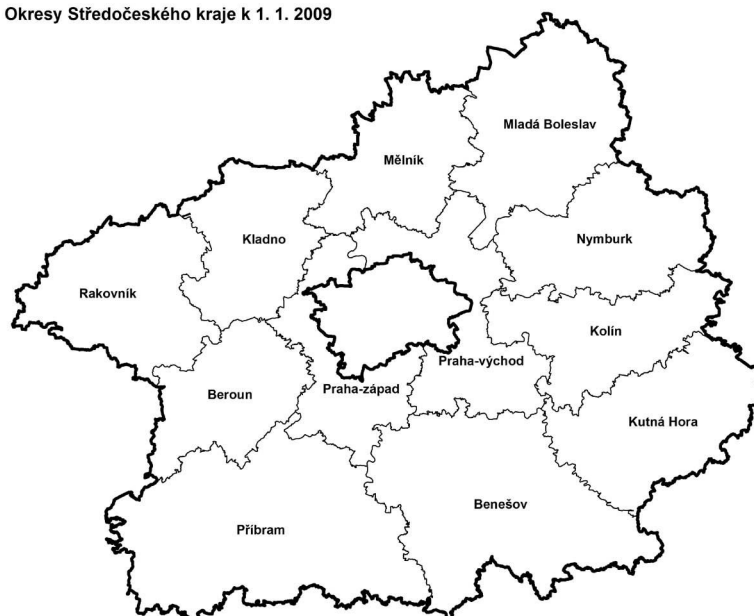 Okresy Středočeského kraje k 1. 1. 2009
Mladá Boleslav
Mělník
Kladno
Nymburk
Rakovník
Kolín
Praha-východ
Beroun
Praha-západ
Kutná Hora
Benešov
Příbram